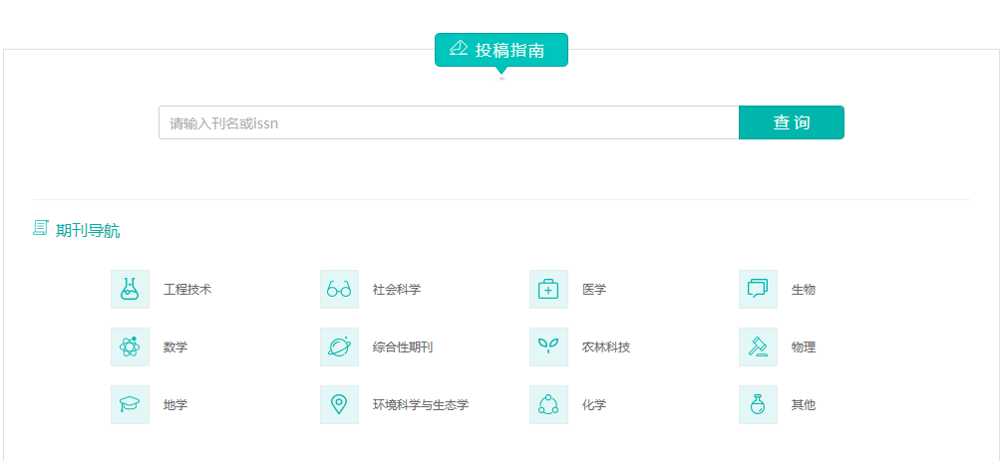 投稿指南
请输入刊名或issn
查 询
期刊导航
工程技术
社会科学
医学
生物
数学
综合性期刊
农林科技
物理
地学
环境科学与生态学
化学
其他